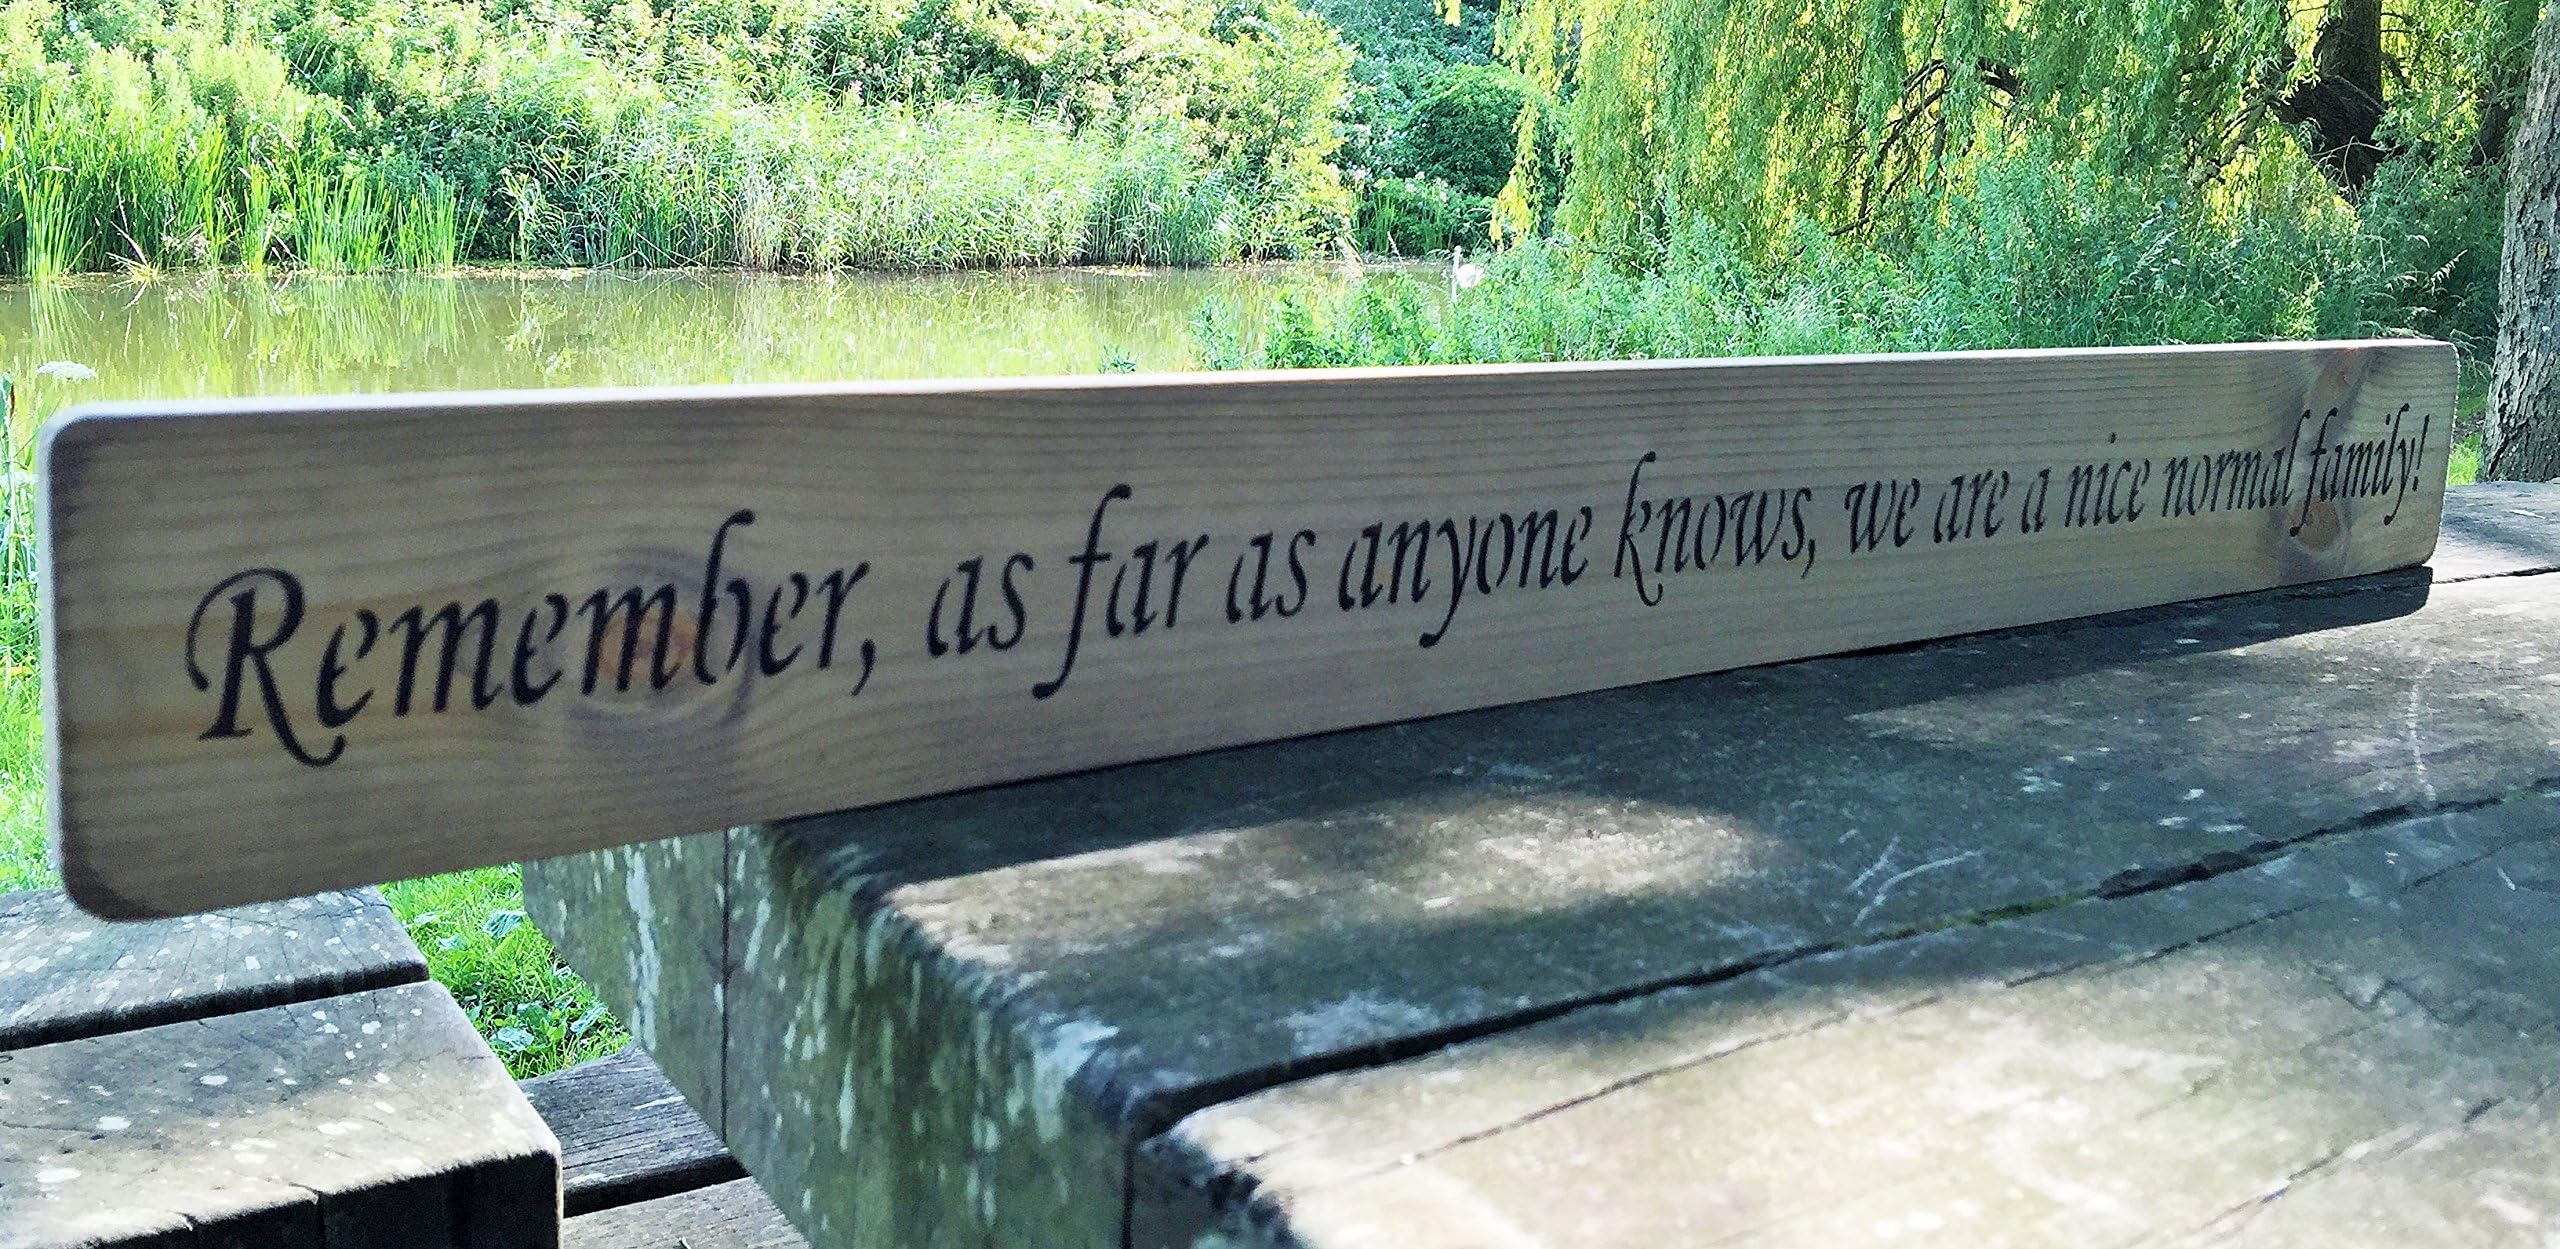 Remember, as far as anyone knows, we are a nice normal family!